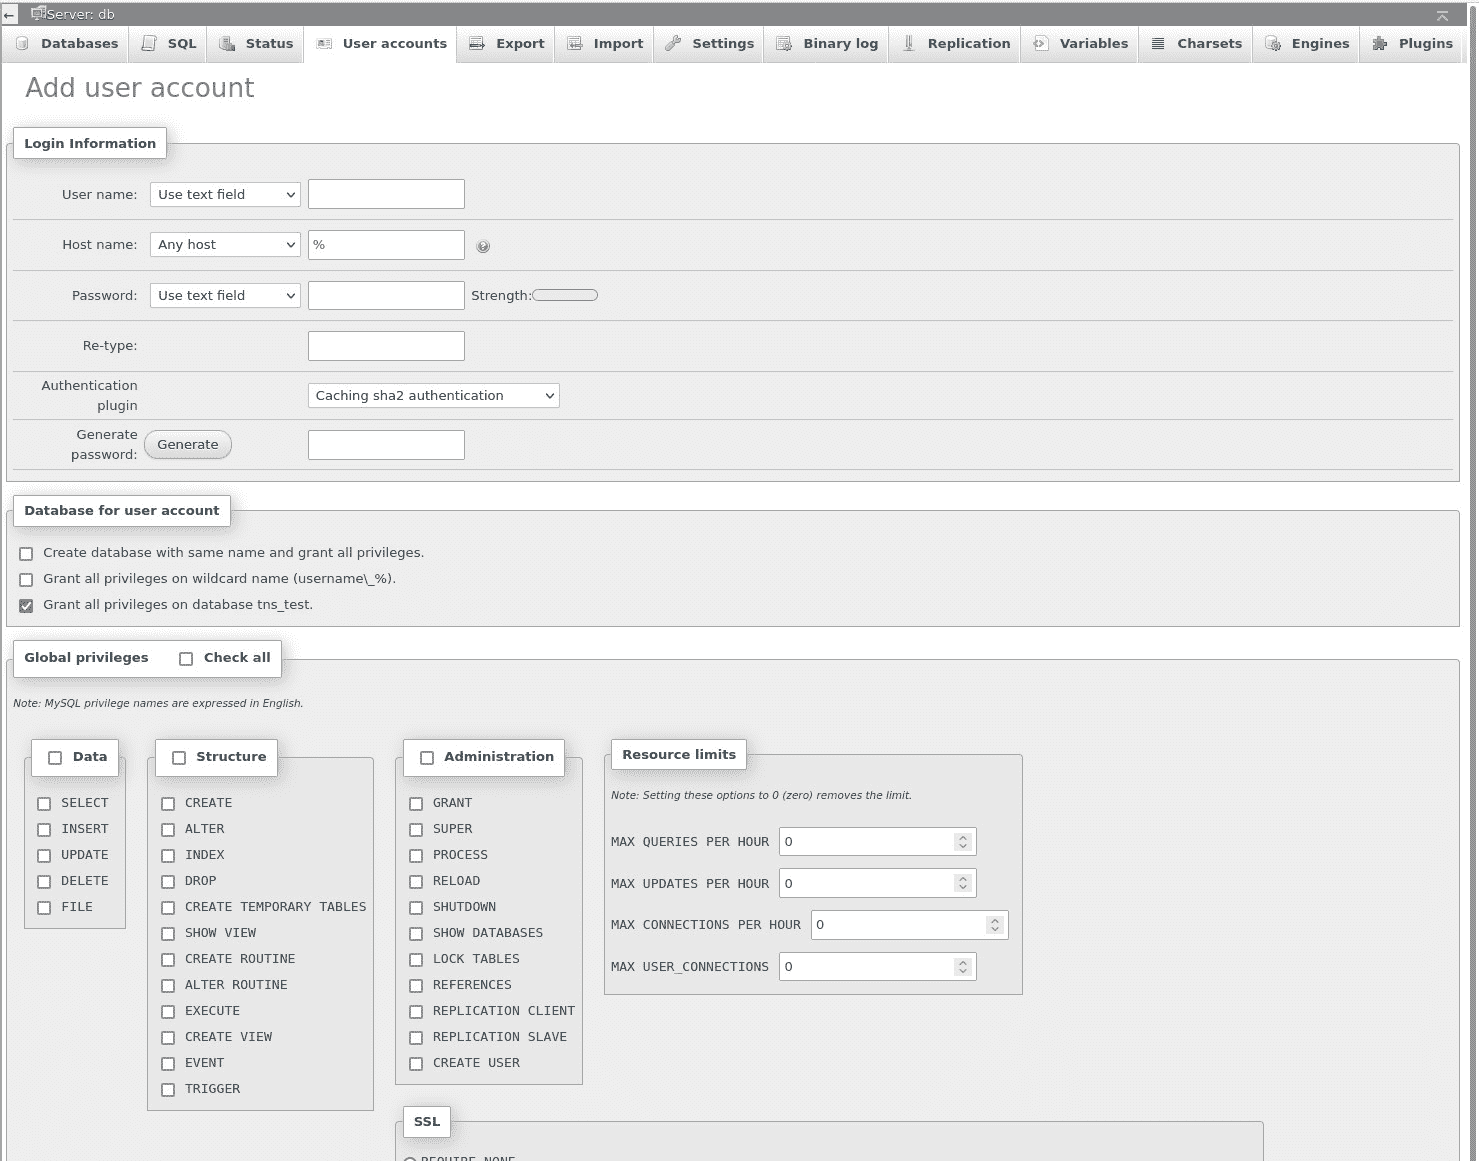 Server: db
Databases SQL Status User accounts Export Import Settings Binary log Replication Variables Charsets Engines Plugins
Add user account
Login Information
User name: Use text field
Host name: Any host %
Password: Use text field Strength:
Re-type:
Authentication
plugin
Caching sha2 authentication
Generate
password:
Generate
Database for user account
Create database with same name and grant all privileges.
Grant all privileges on wildcard name (username\_%).
Grant all privileges on database tns_test.
Global privileges Check all
Note: MySQL privilege names are expressed in English.
Data
SELECT
INSERT
UPDATE
DELETE
FILE
Structure
CREATE
ALTER
INDEX
DROP
CREATE TEMPORARY TABLES
SHOW VIEW
CREATE ROUTINE
ALTER ROUTINE
EXECUTE
CREATE VIEW
EVENT
TRIGGER
Administration
GRANT
SUPER
PROCESS
RELOAD
SHUTDOWN
SHOW DATABASES
LOCK TABLES
REFERENCES
REPLICATION CLIENT
REPLICATION SLAVE
CREATE USER
Resource limits
Note: Setting these options to 0 (zero) removes the limit.
MAX QUERIES PER HOUR 0
MAX UPDATES PER HOUR 0
MAX CONNECTIONS PER HOUR 0
MAX USER_CONNECTIONS 0
SSL
REQUIRE NONE